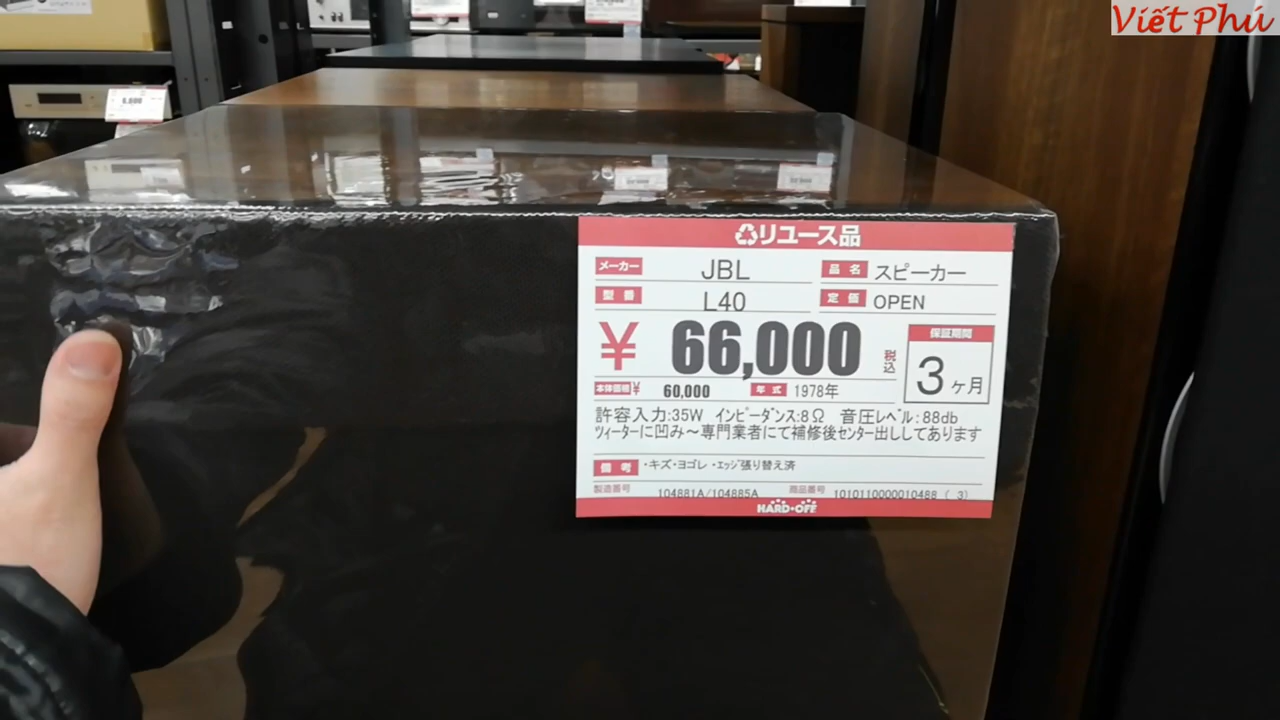 Viết Phú
6,600
リユース品
メーカー JBL 品名 スピーカー
型番 L40 定価 OPEN
¥66,000 税込 保証期間 3ヶ月
本体価格¥ 60,000 年式 1978年
許容入力:35W インピーダンス:8Ω 音圧レベル:88db
ツィーターに凹み～専門業者にて補修後センター出ししてあります
備考 ・キズ・ヨゴレ ・エッジ張り替え済
製造番号 104881A/104885A 商品番号 1010110000010488 ( 3)
HARD・OFF